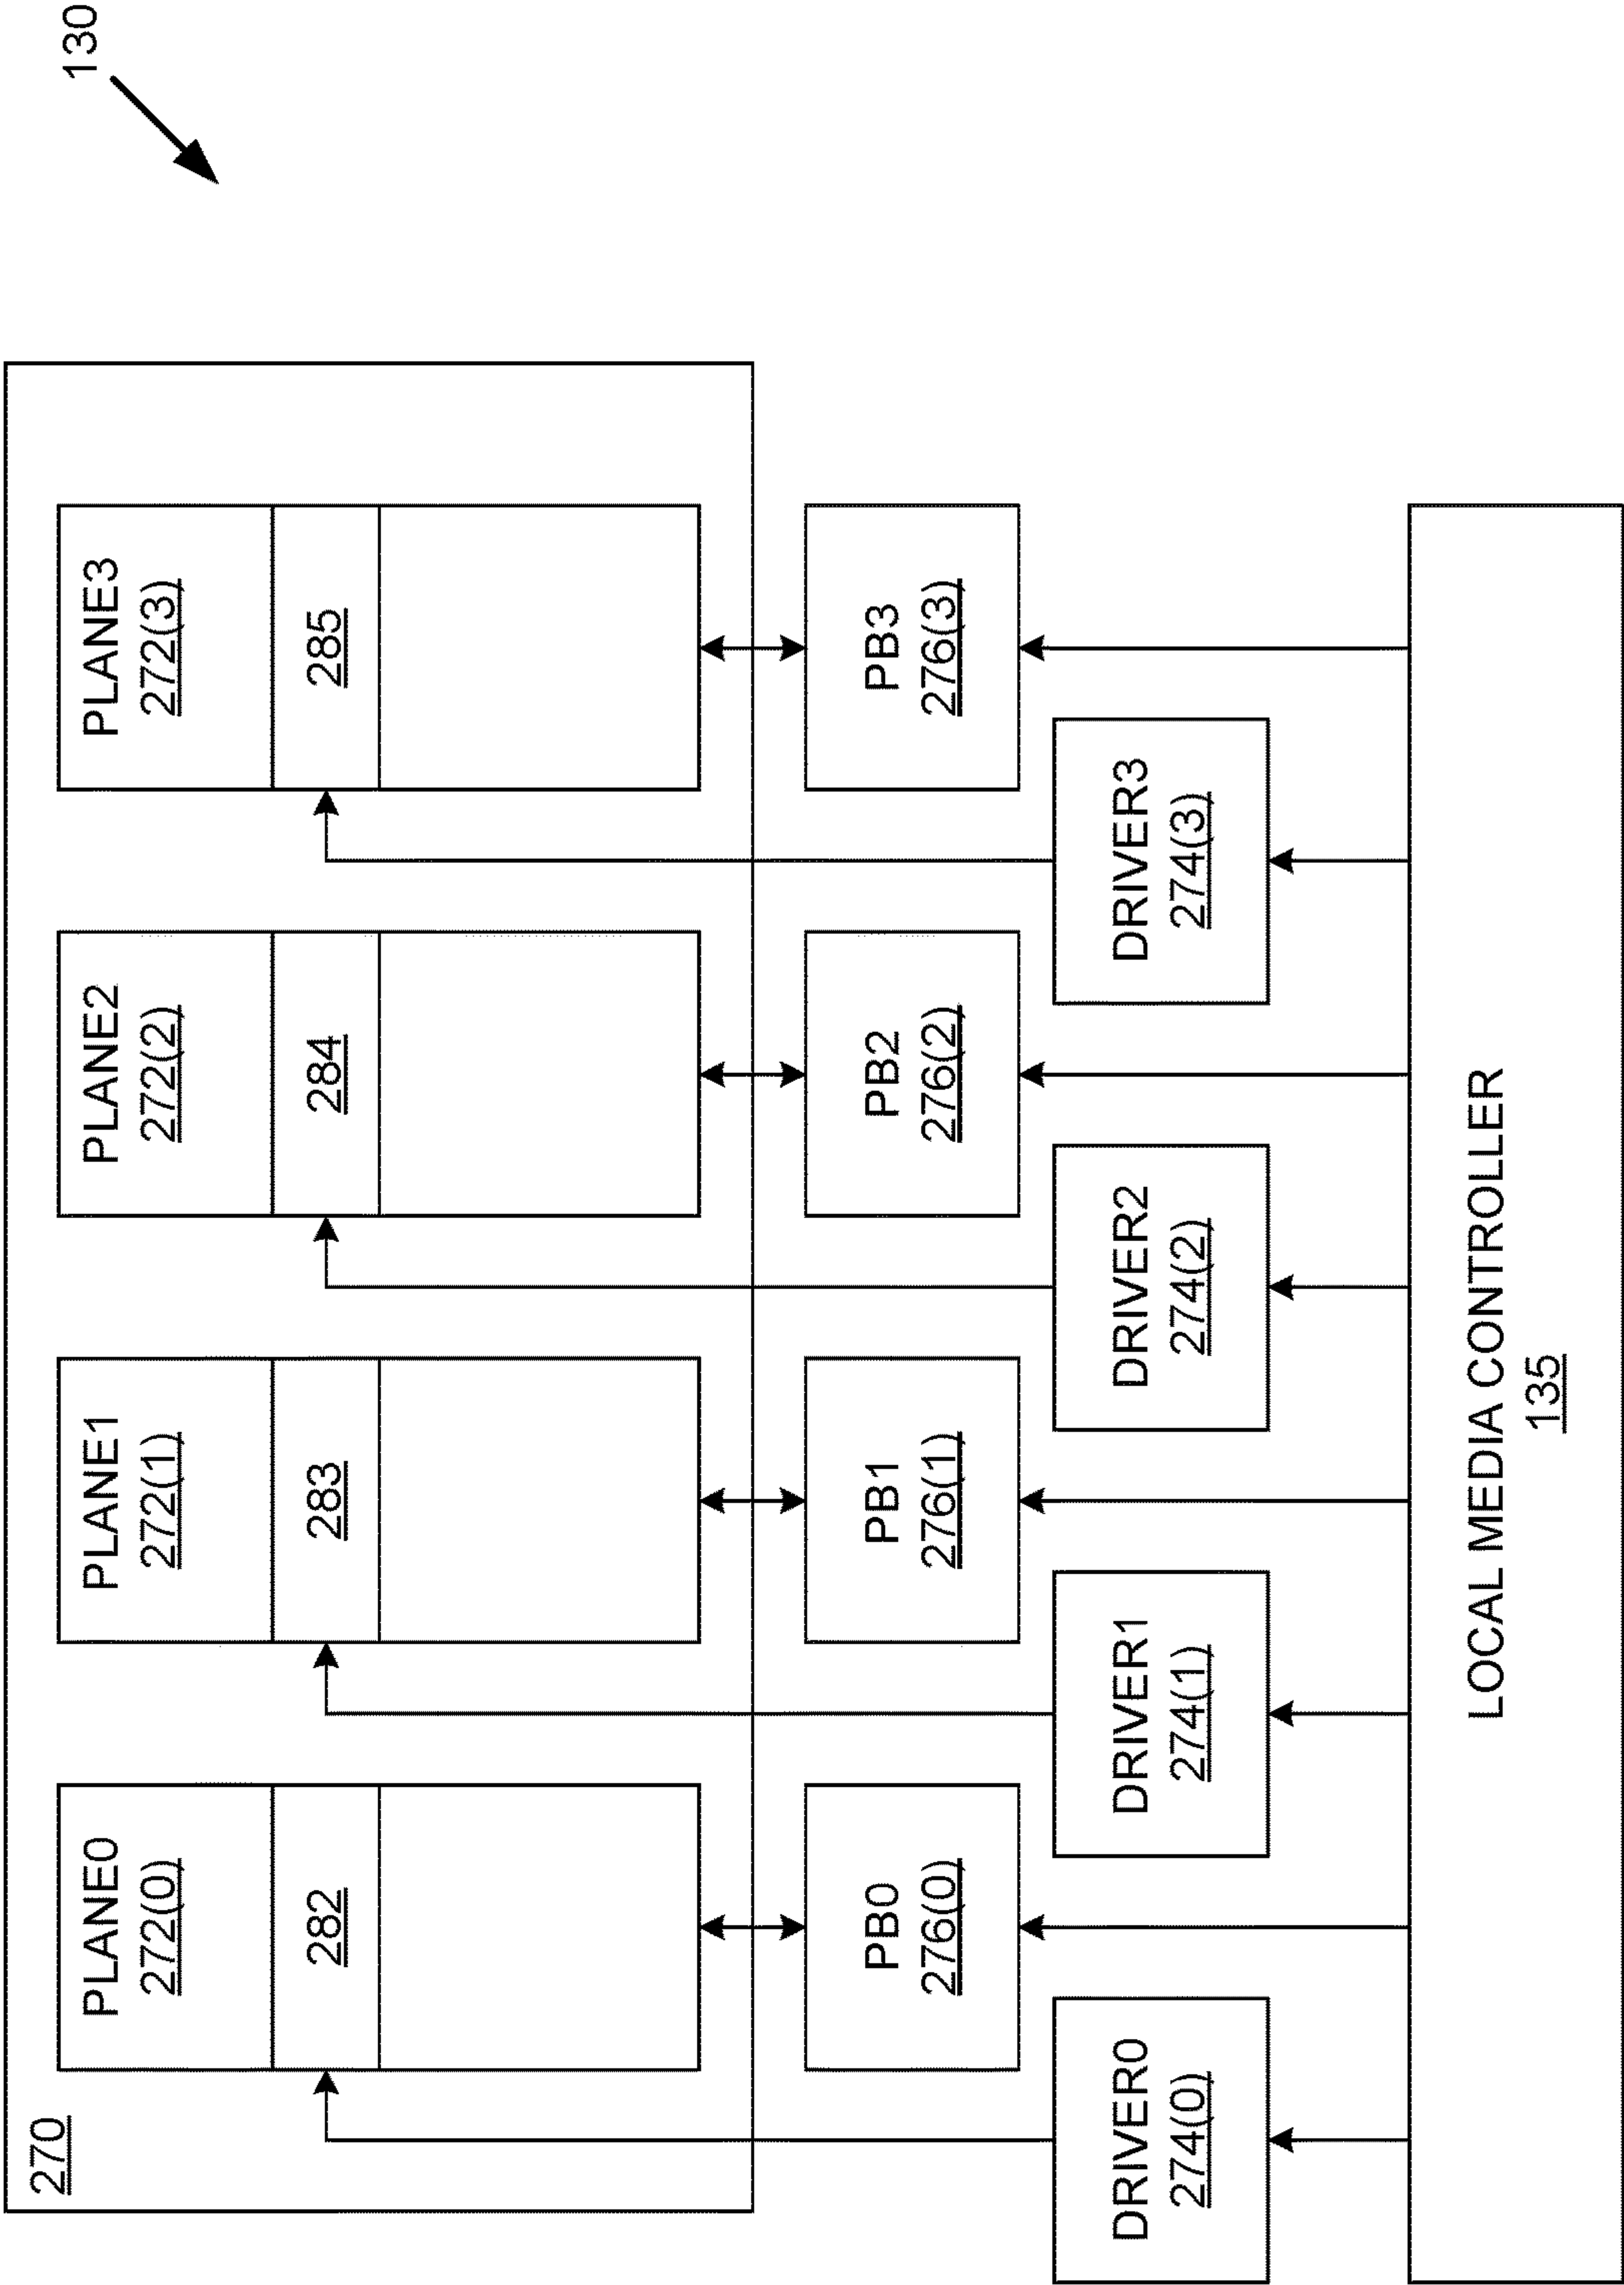 130
270
PLANE0
272(0)
PLANE1
272(1)
PLANE2
272(2)
PLANE3
272(3)
282
283
284
285
PB0
276(0)
PB1
276(1)
PB2
276(2)
PB3
276(3)
DRIVER0
274(0)
DRIVER1
274(1)
DRIVER2
274(2)
DRIVER3
274(3)
LOCAL MEDIA CONTROLLER
135